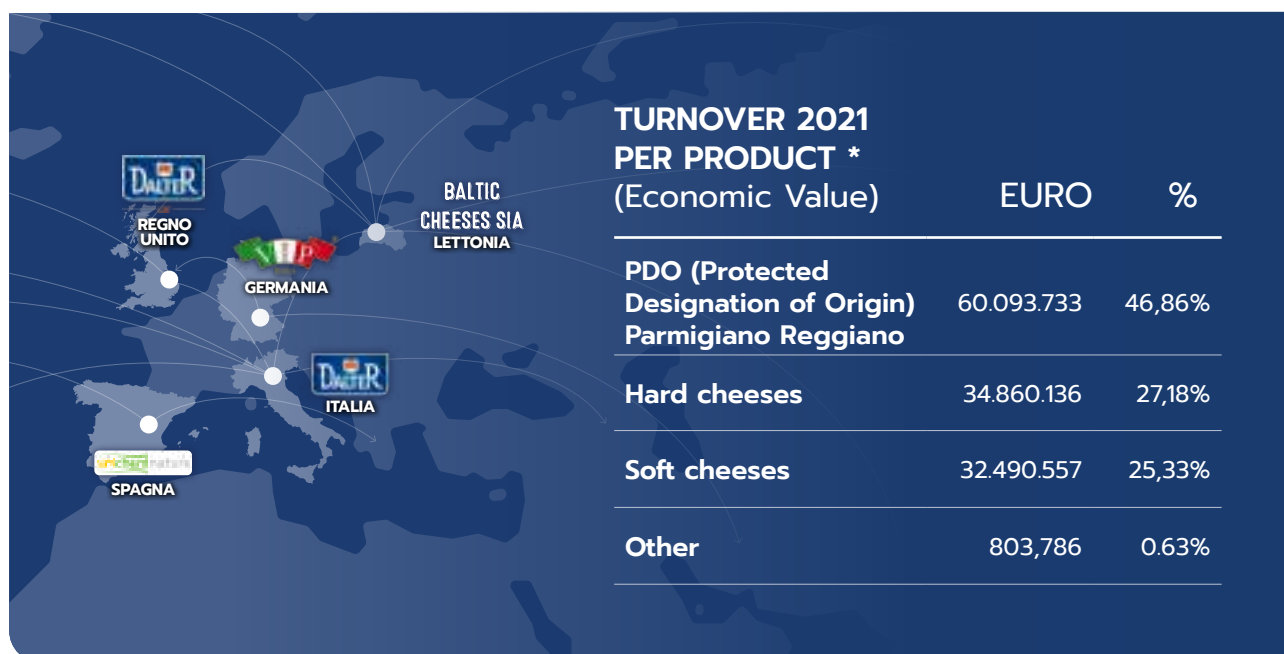 DALTER
REGNO
UNITO
VIP
GERMANIA
BALTIC
CHEESES SIA
LETTONIA
DALTER
ITALIA
SPAGNA
TURNOVER 2021
PER PRODUCT *
(Economic Value) EURO %
PDO (Protected
Designation of Origin) 60.093.733 46,86%
Parmigiano Reggiano
Hard cheeses 34.860.136 27,18%
Soft cheeses 32.490.557 25,33%
Other 803,786 0.63%